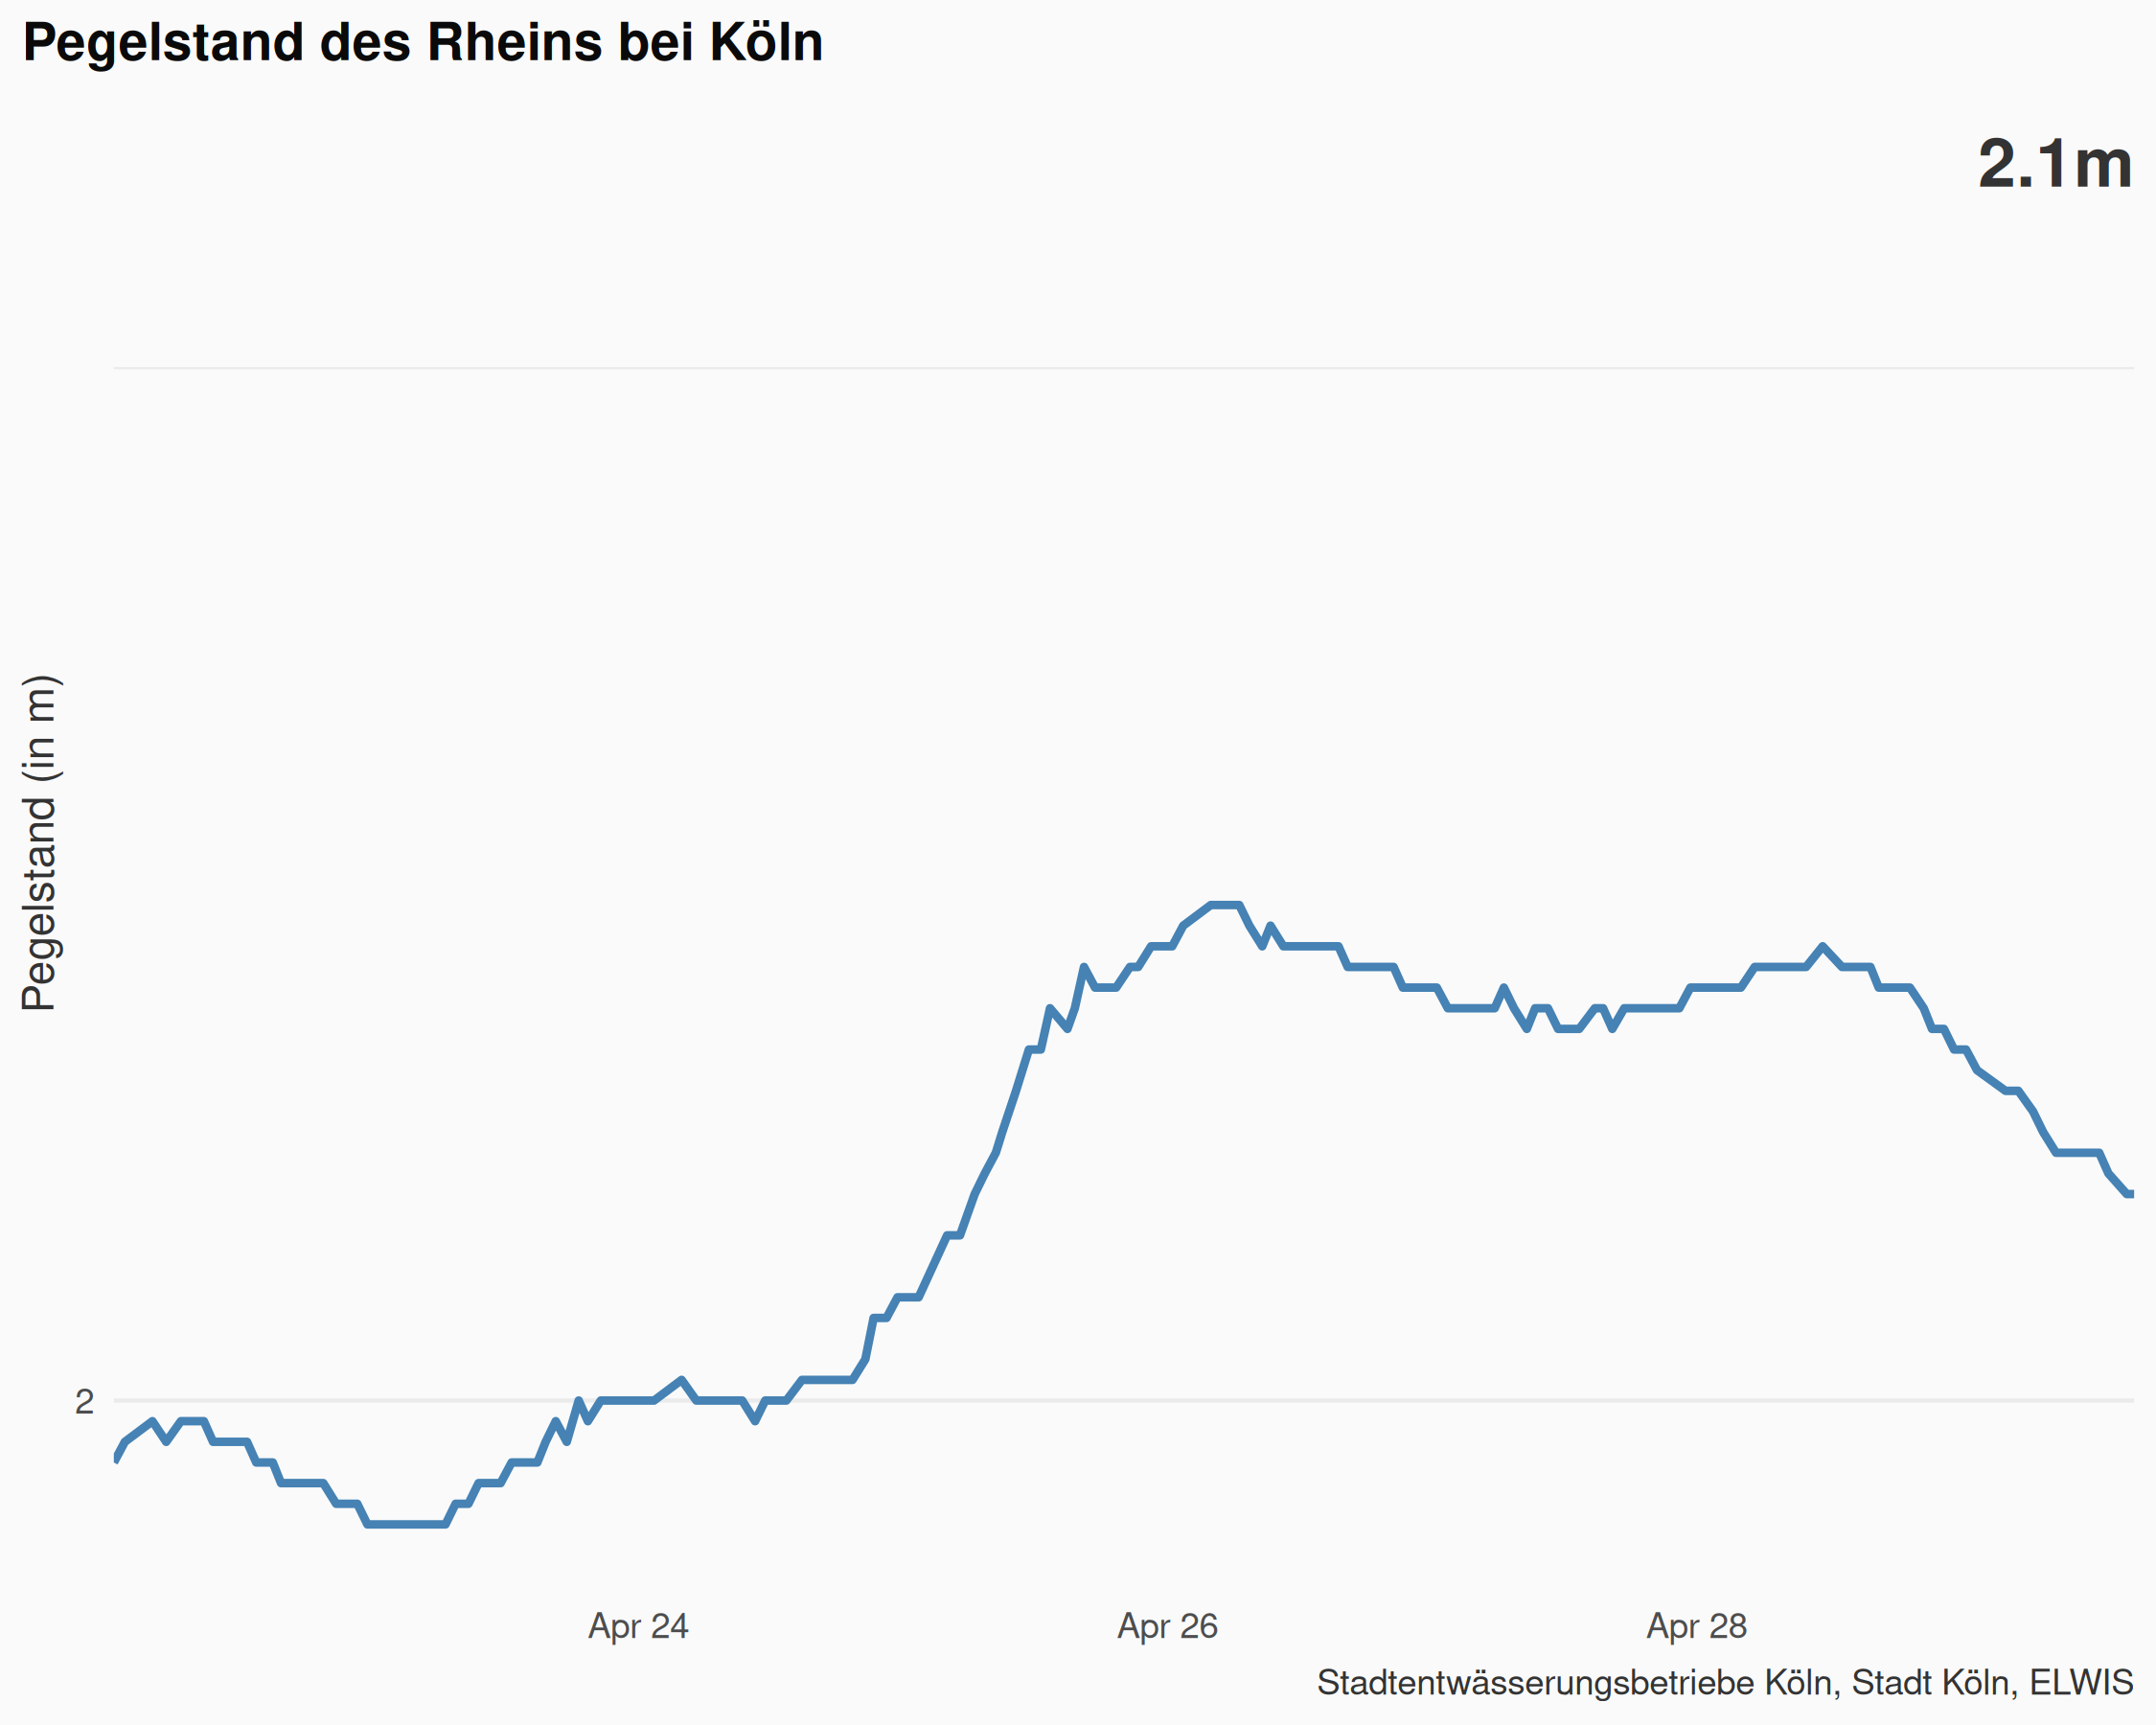 Pegelstand des Rheins bei Köln
2.1m
Pegelstand (in m)
2
Apr 24
Apr 26
Apr 28
Stadtentwässerungsbetriebe Köln, Stadt Köln, ELWIS